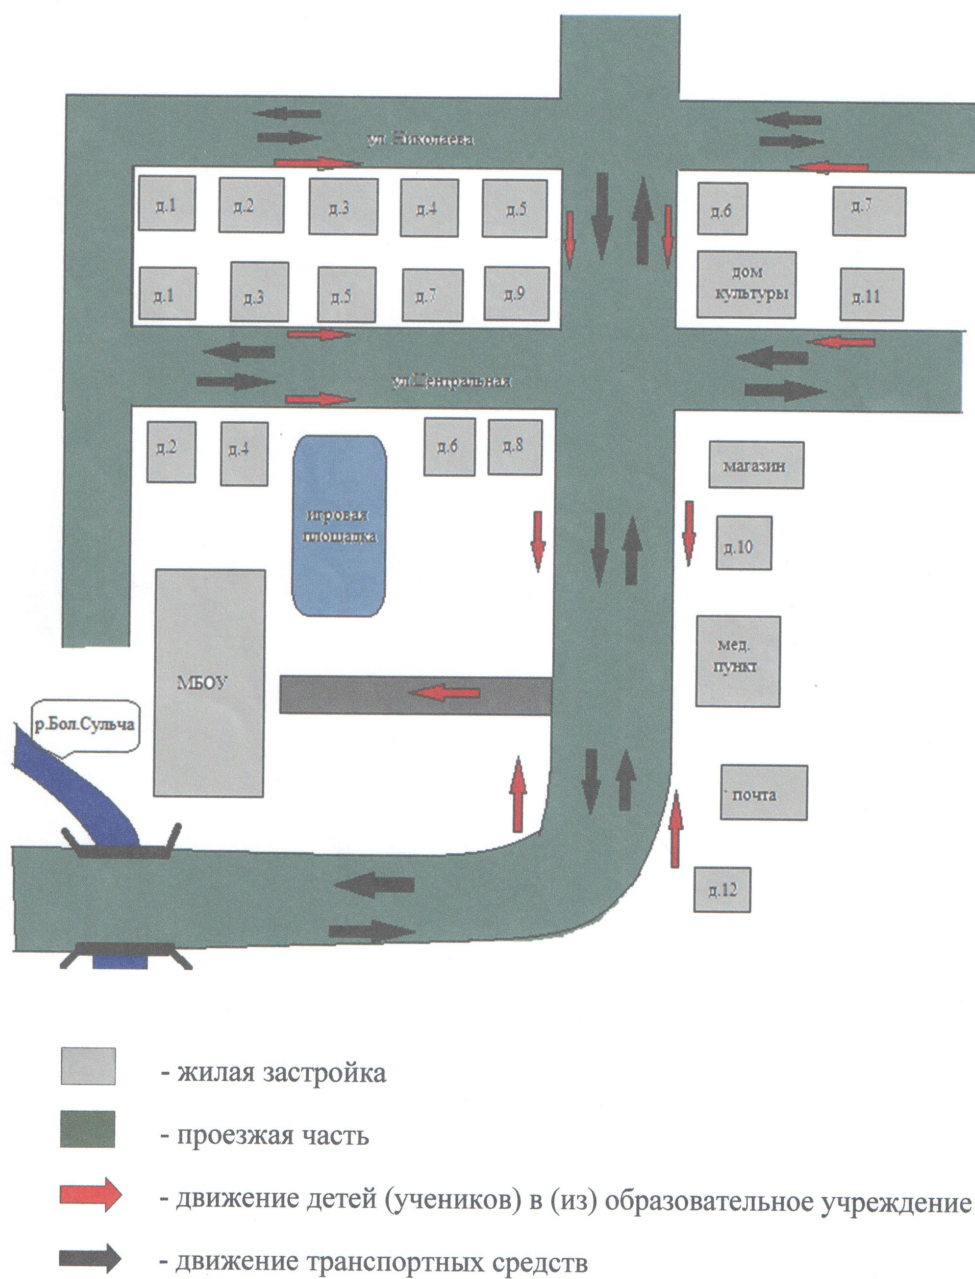 ул Николаева
д.1
д.2
д.3
д.4
д.5
д.6
д.7
д.1
д.3
д.5
д.7
д.9
дом
культуры
д.11
ул.Центральная
д.2
д.4
д.6
д.8
магазин
игровая
площадка
д.10
МБОУ
мед.
пункт
р.Бол.Сульча
почта
д.12
- жилая застройка
- проезжая часть
- движение детей (учеников) в (из) образовательное учреждение
- движение транспортных средств